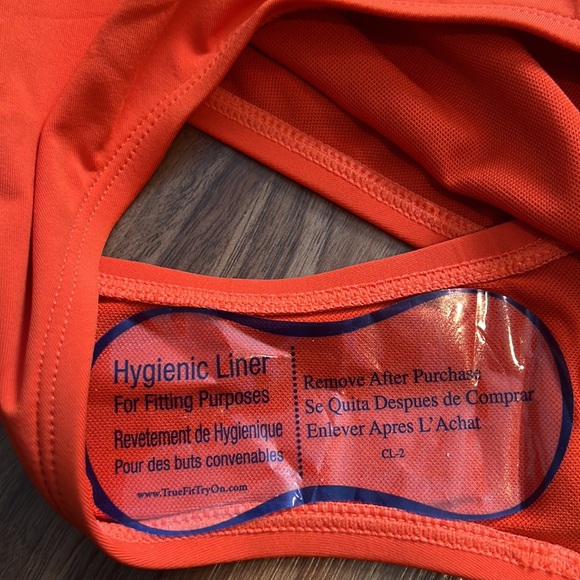 Hygienic Liner
For Fitting Purposes
Revetement de Hygienique
Pour des buts convenables
www.TrueFitTryOn.com
Remove After Purchase
Se Quita Despues de Comprar
Enlever Apres L'Achat
CL-2